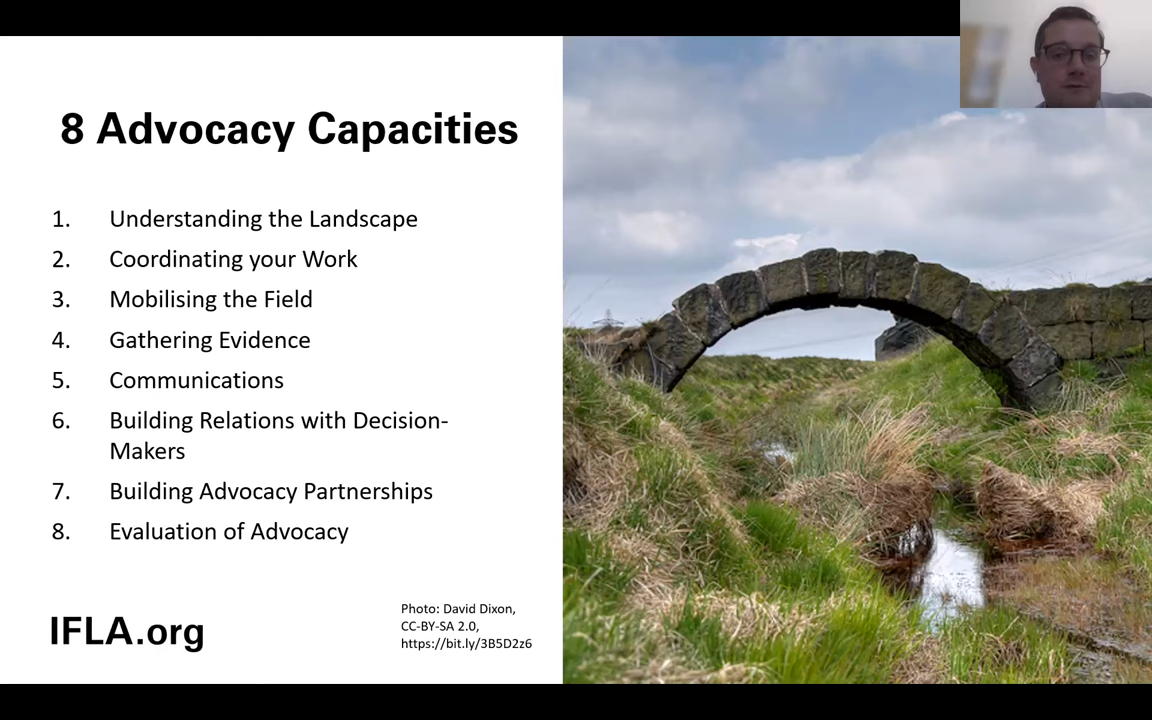 8 Advocacy Capacities
1. Understanding the Landscape
2. Coordinating your Work
3. Mobilising the Field
4. Gathering Evidence
5. Communications
6. Building Relations with Decision-
Makers
7. Building Advocacy Partnerships
8. Evaluation of Advocacy
IFLA.org
Photo: David Dixon,
CC-BY-SA 2.0,
https://bit.ly/3B5D2z6